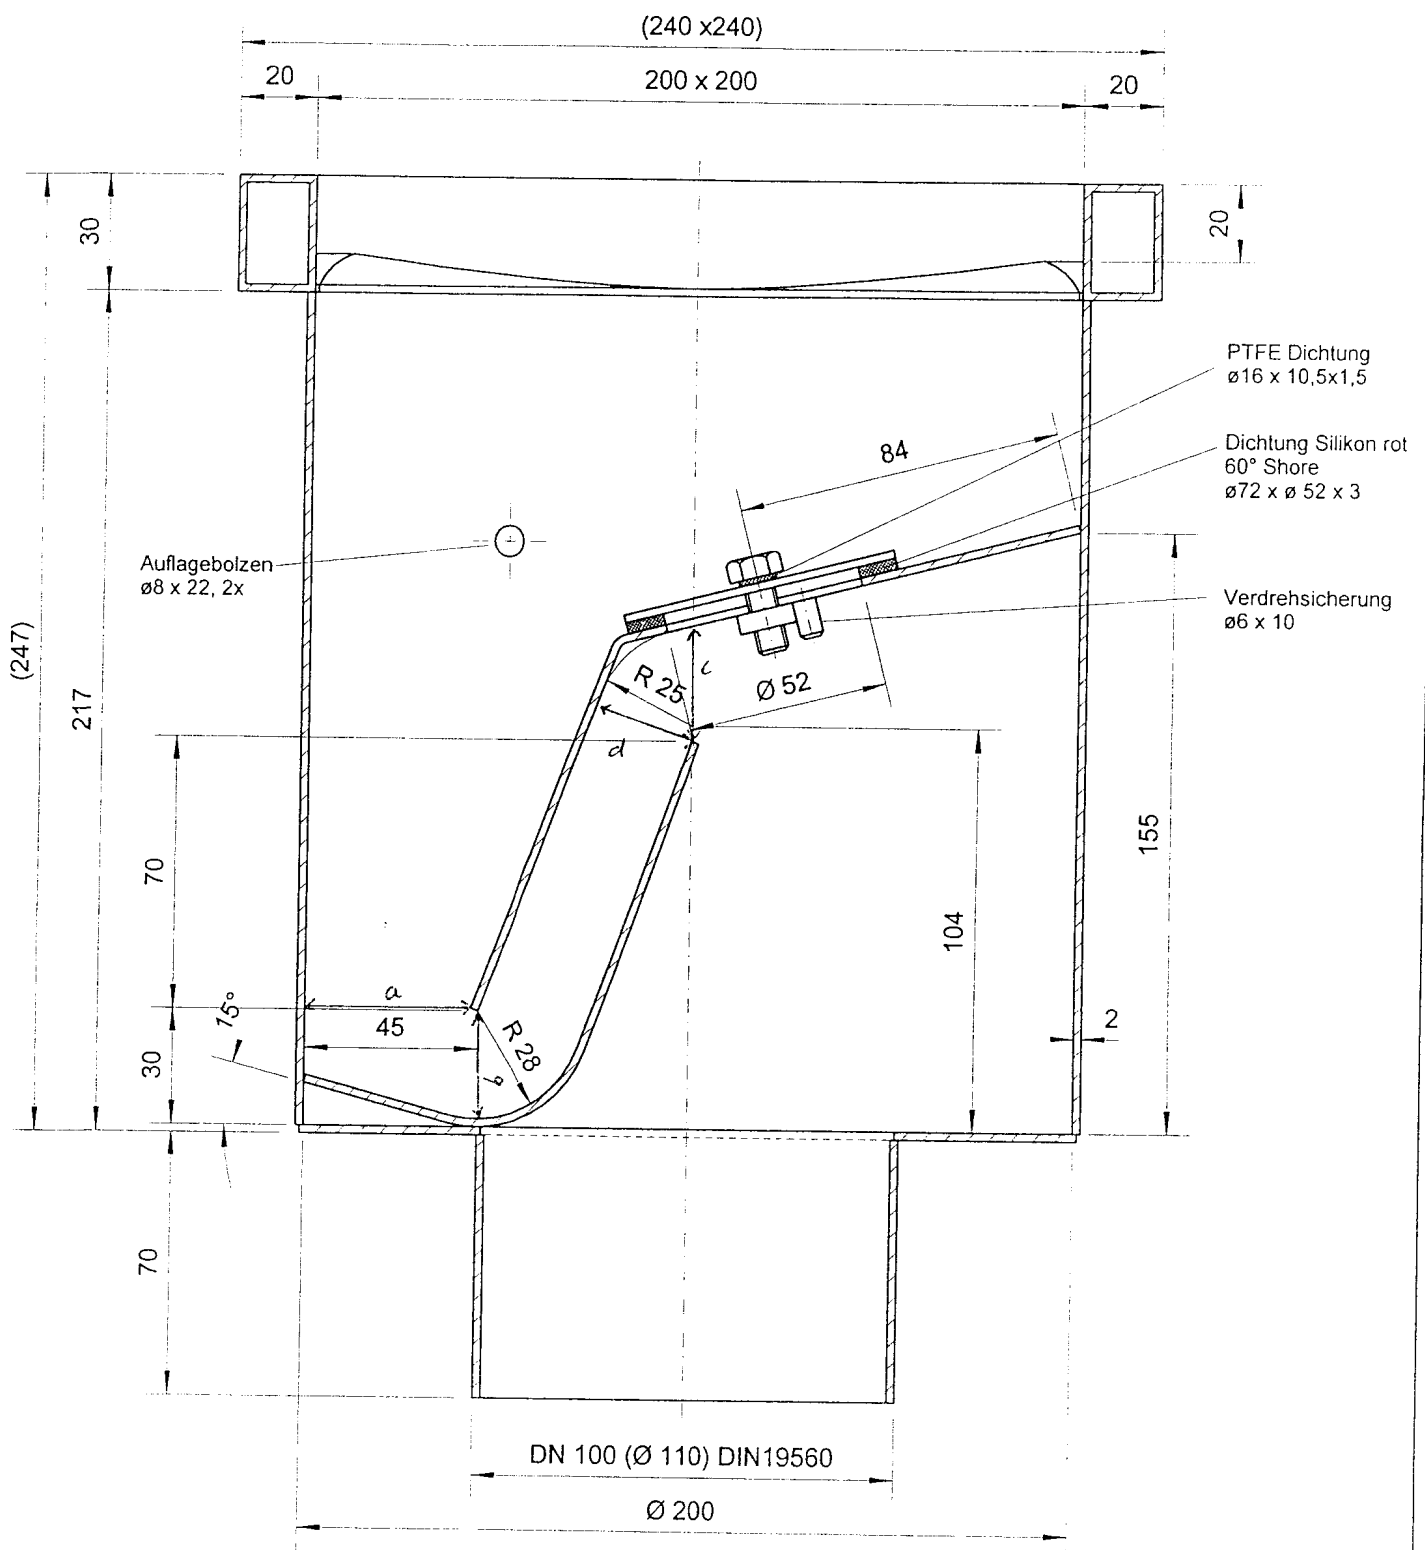 (240 x240)
20
200 x 200
20
30
20
PTFE Dichtung
ø16 x 10,5x1,5
84
Dichtung Silikon rot
60° Shore
ø72 x ø 52 x 3
Auflagebolzen
ø8 x 22, 2x
Verdrehsicherung
ø6 x 10
(247)
217
c
R 25
Ø 52
d
70
155
104
a
15°
45
R 28
2
30
b
70
DN 100 (Ø 110) DIN19560
Ø 200